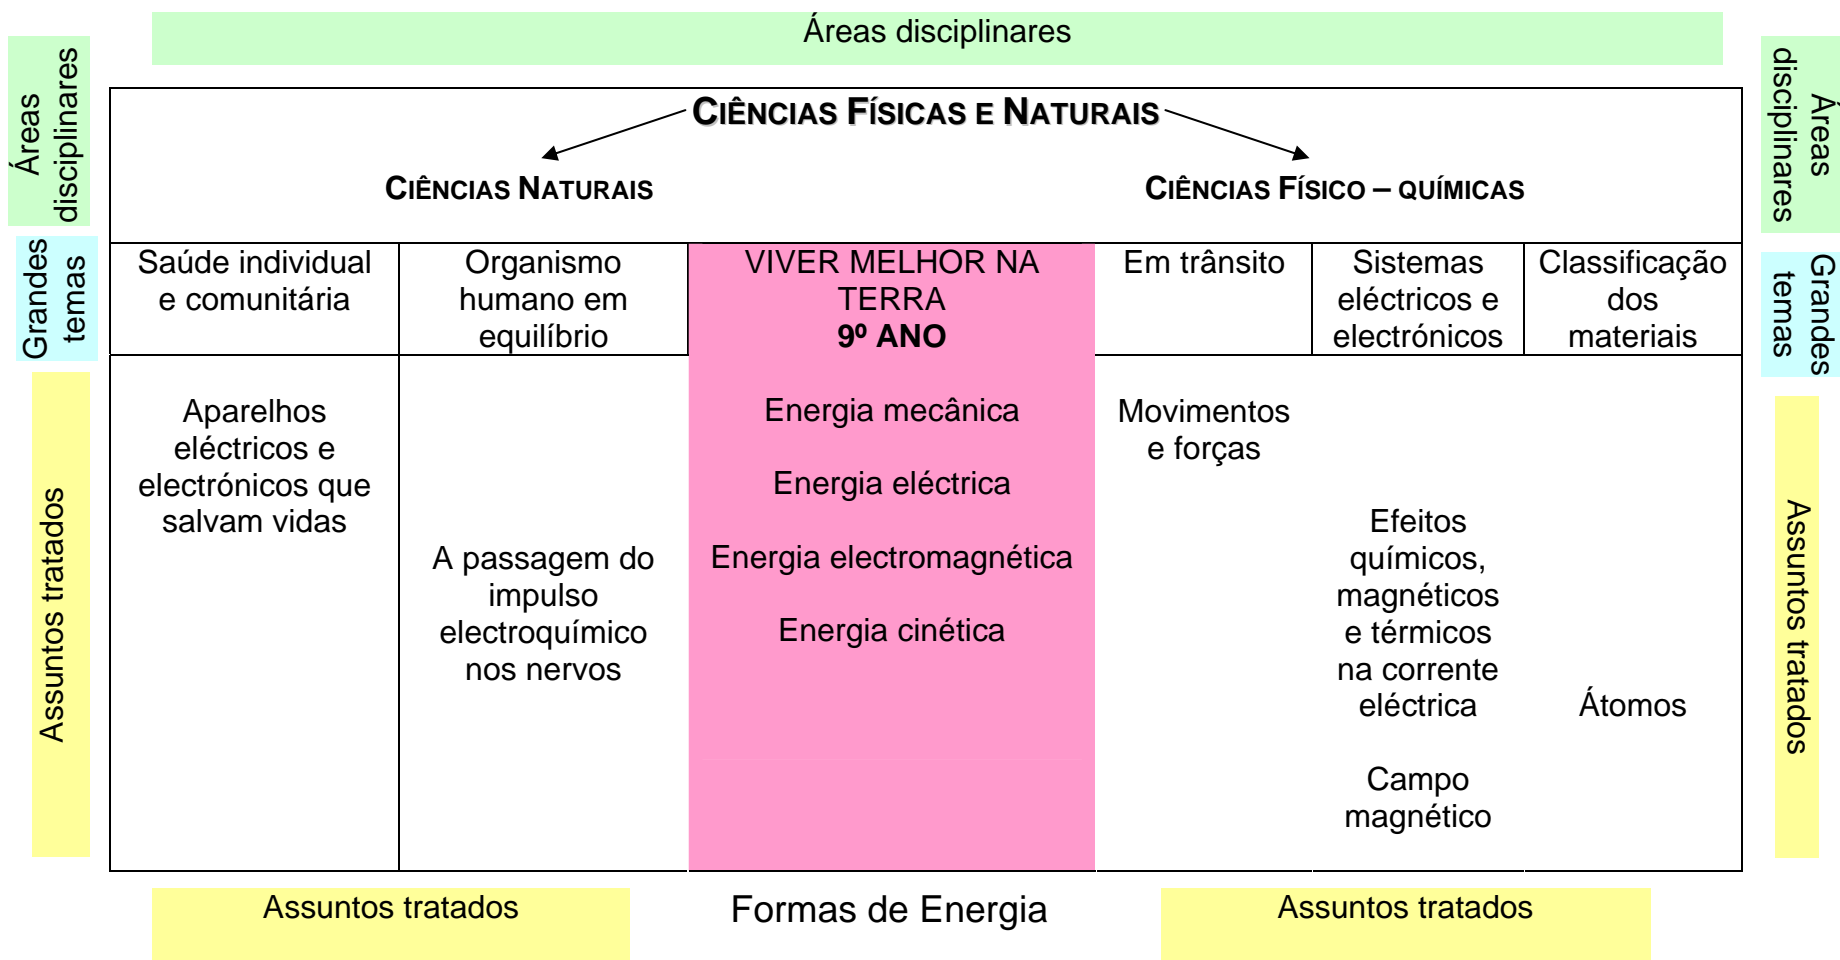 Áreas disciplinares
Áreas
disciplinares
Áreas
disciplinares
CIÊNCIAS FÍSICAS E NATURAIS
CIÊNCIAS NATURAIS
CIÊNCIAS FÍSICO – QUÍMICAS
Grandes
temas
Saúde individual
e comunitária
Organismo
humano em
equilíbrio
VIVER MELHOR NA
TERRA
9º ANO
Em trânsito
Sistemas
eléctricos e
electrónicos
Classificação
dos
materiais
Grandes
temas
Assuntos tratados
Aparelhos
eléctricos e
electrónicos que
salvam vidas
A passagem do
impulso
electroquímico
nos nervos
Energia mecânica
Energia eléctrica
Energia electromagnética
Energia cinética
Movimentos
e forças
Efeitos
químicos,
magnéticos
e térmicos
na corrente
eléctrica
Campo
magnético
Átomos
Assuntos tratados
Assuntos tratados
Formas de Energia
Assuntos tratados